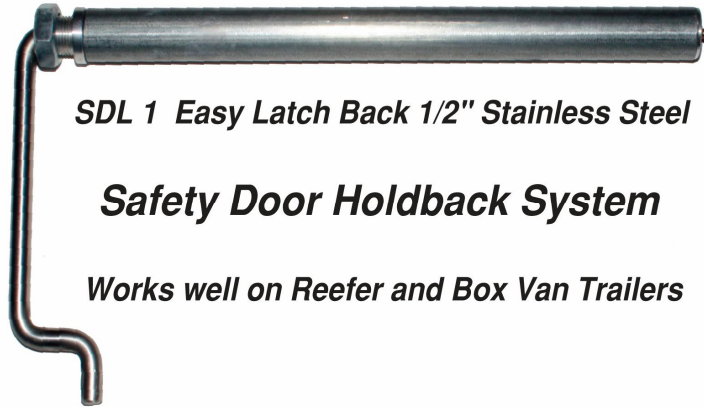 SDL 1 Easy Latch Back 1/2" Stainless Steel
Safety Door Holdback System
Works well on Reefer and Box Van Trailers